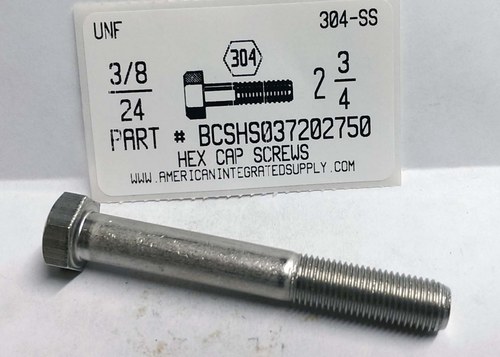 UNF 304-SS
3/8
24
304
2 3/4
PART # BCSHS037202750
HEX CAP SCREWS
WWW.AMERICANINTEGRATEDSUPPLY.COM